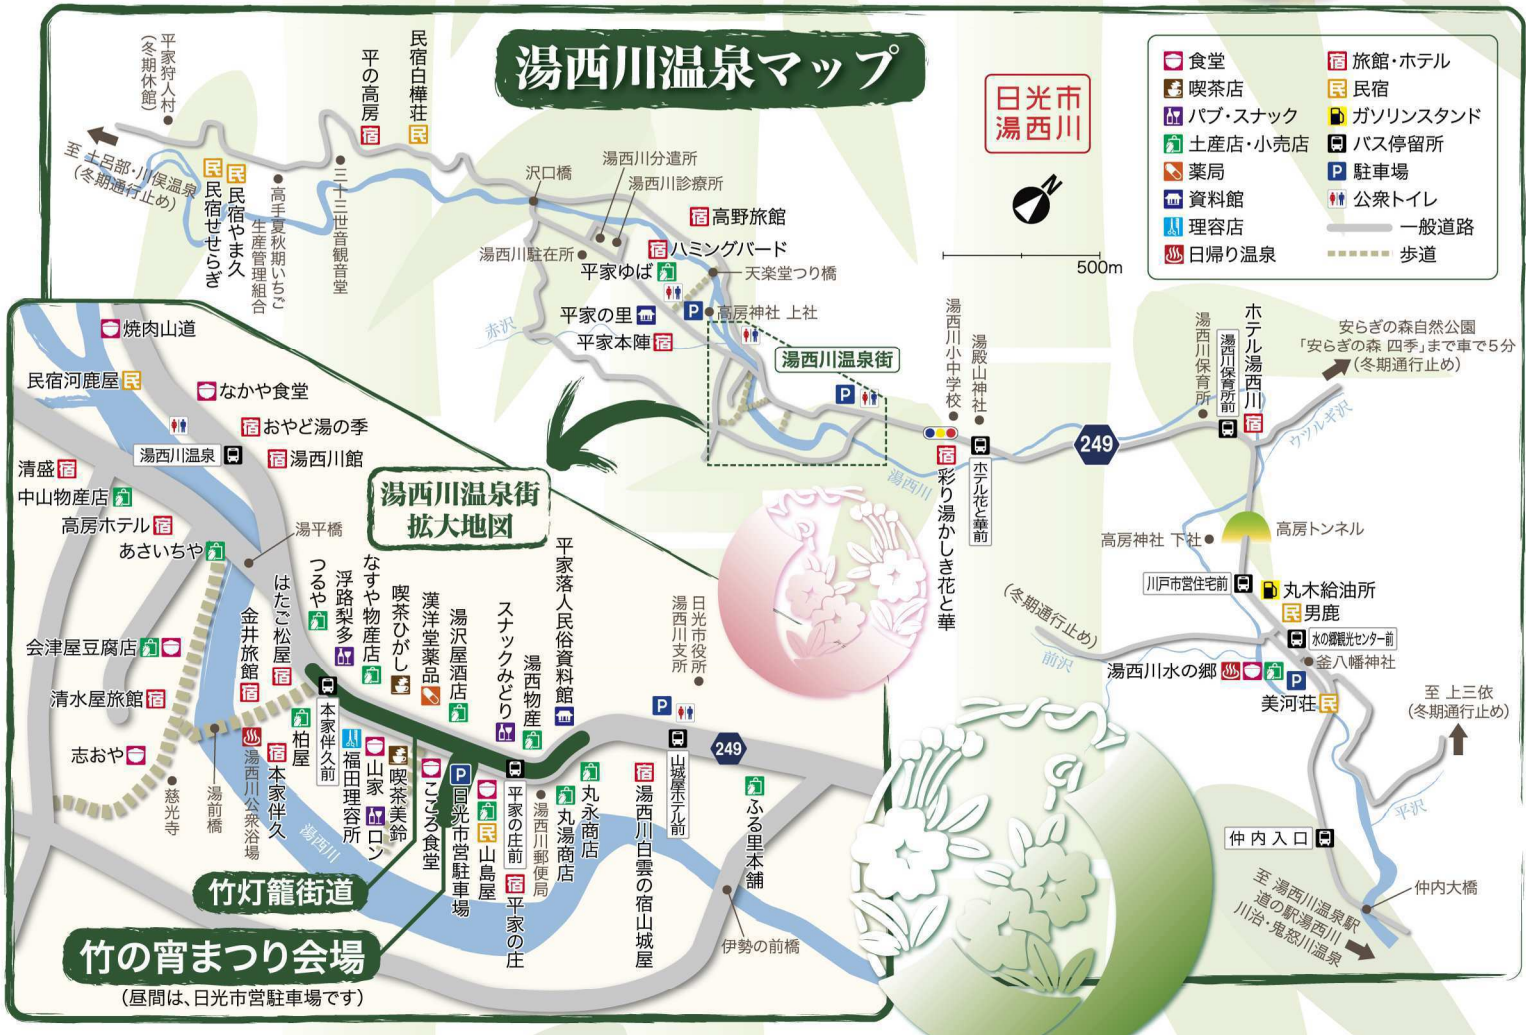 湯西川温泉マップ
日光市
湯西川
N
500m
食堂
喫茶店
パブ・スナック
土産店・小売店
薬局
資料館
理容店
日帰り温泉
宿 旅館・ホテル
民 民宿
ガソリンスタンド
バス停留所
P 駐車場
公衆トイレ
一般道路
歩道
平家狩人村
(冬期休館)
至 土呂部・川俣温泉
(冬期通行止め)
民 民宿せせらぎ
民 民宿やま久
高手夏秋期いちご
生産管理組合
三十三世音観音堂
平の高房 宿
民宿白樺荘 民
沢口橋
湯西川分遣所
湯西川診療所
宿 高野旅館
湯西川駐在所
宿 ハミングバード
平家ゆば
天楽堂つり橋
P 高房神社 上社
平家の里
平家本陣 宿
赤沢
湯西川温泉街
P
湯西川小中学校
湯殿山神社
宿 彩り湯かしき花と華
ホテル花と華前
湯西川
249
湯西川保育所
湯西川保育所前
ホテル湯西川 宿
安らぎの森自然公園
「安らぎの森 四季」まで車で5分
(冬期通行止め)
ウツルギ沢
高房神社 下社
高房トンネル
川戸市営住宅前
丸木給油所
民 男鹿
水の郷観光センター前
(冬期通行止め)
前沢
湯西川水の郷
P
釜八幡神社
美河荘 民
至 上三依
(冬期通行止め)
平沢
仲内入口
仲内大橋
至 湯西川温泉駅
道の駅湯西川
川治・鬼怒川温泉
湯西川温泉街
拡大地図
焼肉山道
民宿河鹿屋 民
なかや食堂
宿 おやど湯の季
湯西川温泉
宿 湯西川館
清盛 宿
中山物産店
高房ホテル 宿
あさいちや
湯平橋
会津屋豆腐店
清水屋旅館 宿
志おや
慈光寺
湯前橋
金井旅館 宿
はたご松屋 宿
つるや
浮路梨多
なすや物産店
喫茶ひがし
漢洋堂薬品
湯沢屋酒店
スナックみどり
湯西物産
平家落人民俗資料館
日光市役所
湯西川支所
P
249
湯西川公衆浴場
宿 本家伴久
柏屋
本家伴久前
福田理容所
山家
ロン
喫茶美鈴
こころ食堂
P 日光市営駐車場
民 山島屋
平家の庄前
宿 平家の庄
湯西川郵便局
丸湯商店
丸永商店
宿 湯西川白雲の宿山城屋
山城屋ホテル前
ふる里本舗
伊勢の前橋
湯西川
竹灯籠街道
竹の宵まつり会場
(昼間は、日光市営駐車場です)